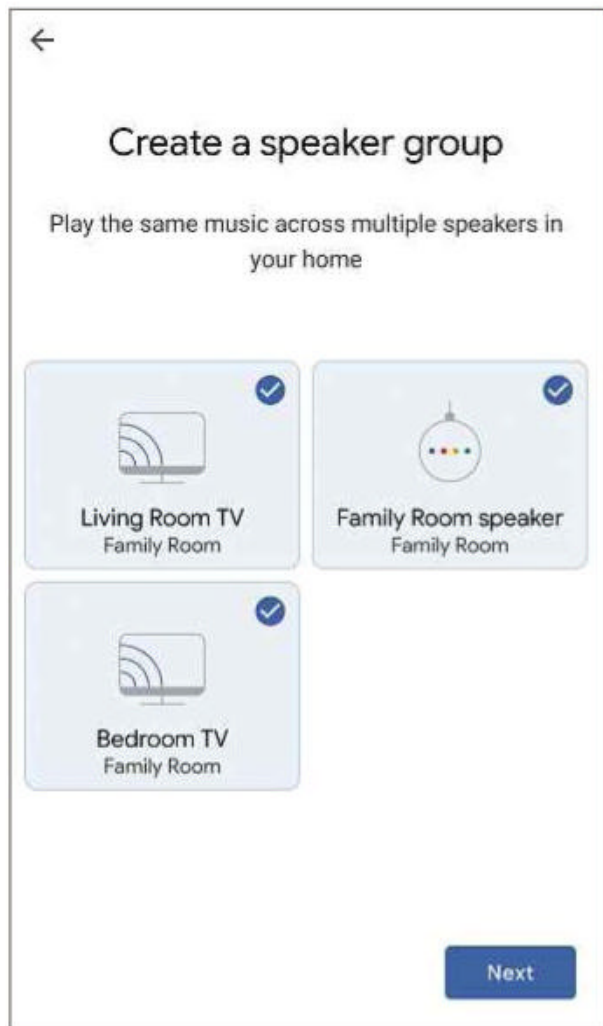 Create a speaker group
Play the same music across multiple speakers in
your home
Living Room TV
Family Room
Family Room speaker
Family Room
Bedroom TV
Family Room
Next